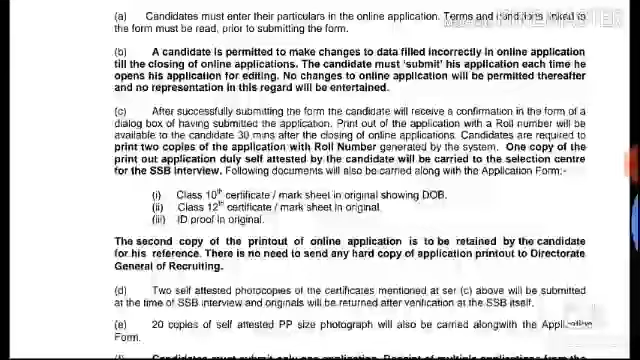 (a) Candidates must enter their particulars in the online application. Terms and conditions linked to
the form must be read, prior to submitting the form.
(b) A candidate is permitted to make changes to data filled incorrectly in online application
till the closing of online applications. The candidate must 'submit' his application each time he
opens his application for editing. No changes to online application will be permitted thereafter
and no representation in this regard will be entertained.
(c) After successfully submitting the form the candidate will receive a confirmation in the form of a
dialog box of having submitted the application. Print out of the application with a Roll number will be
available to the candidate 30 mins after the closing of online applications. Candidates are required to
print two copies of the application with Roll Number generated by the system. One copy of the
print out application duly self attested by the candidate will be carried to the selection centre
for the SSB interview. Following documents will also be carried along with the Application Form:-
(i) Class 10th certificate / mark sheet in original showing DOB.
(ii) Class 12th certificate / mark sheet in original
(iii) ID proof in original.
The second copy of the printout of online application is to be retained by the candidate
for his reference. There is no need to send any hard copy of application printout to Directorate
General of Recruiting.
(d) Two self attested photocopies of the certificates mentioned at ser (c) above will be submitted
at the time of SSB interview and originals will be returned after verification at the SSB itself.
(e) 20 copies of self attested PP size photograph will also be carried alongwith the Application
Form.
Candidates must submit only one application. Receipt of multiple applications from the